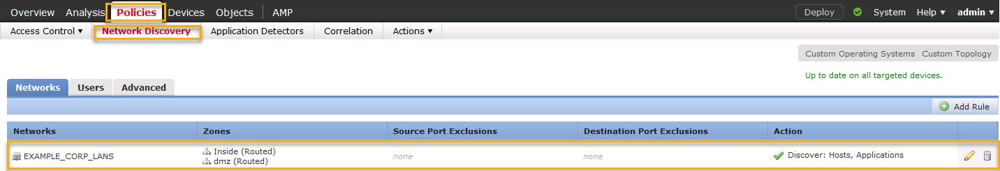 Overview Analysis Policies Devices Objects AMP Deploy System Help admin
Access Control Network Discovery Application Detectors Correlation Actions
Custom Operating Systems Custom Topology
Up to date on all targeted devices.
Networks Users Advanced
Add Rule
Networks Zones Source Port Exclusions Destination Port Exclusions Action
EXAMPLE_CORP_LANS Inside (Routed) none none Discover: Hosts, Applications
dmz (Routed)